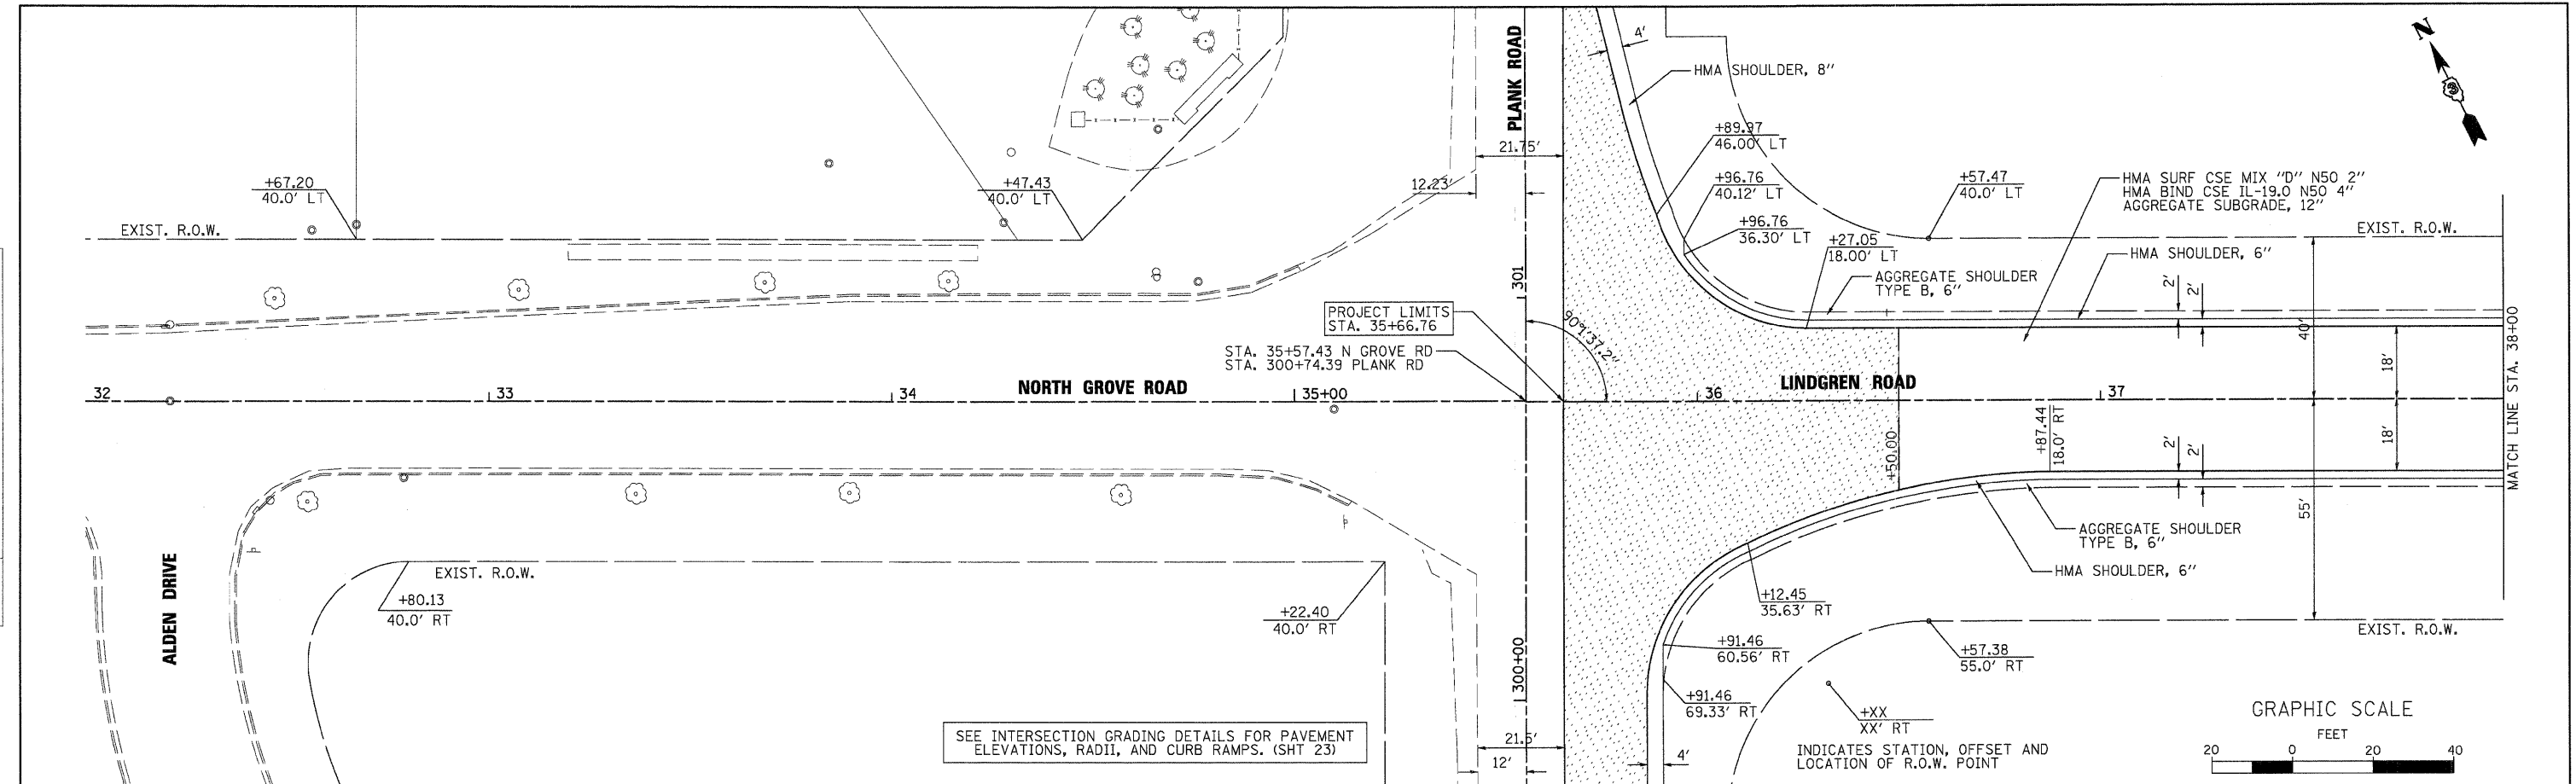 PLANK ROAD
4'
HMA SHOULDER, 8"
N
3
+89.97
46.00' LT
21.75'
12.23'
+67.20
40.0' LT
+47.43
40.0' LT
+96.76
40.12' LT
+57.47
40.0' LT
HMA SURF CSE MIX "D" N50 2"
HMA BIND CSE IL-19.0 N50 4"
AGGREGATE SUBGRADE, 12"
EXIST. R.O.W.
+96.76
36.30' LT
+27.05
18.00' LT
EXIST. R.O.W.
HMA SHOULDER, 6"
AGGREGATE SHOULDER
TYPE B, 6"
2'
2'
301
40'
PROJECT LIMITS
STA. 35+66.76
90°1'37.2"
STA. 35+57.43 N GROVE RD
STA. 300+74.39 PLANK RD
18'
MATCH LINE STA. 38+00
32
33
34
NORTH GROVE ROAD
35+00
36
LINDGREN ROAD
37
+50.00
+87.44
18.0' RT
2'
2'
18'
55'
AGGREGATE SHOULDER
TYPE B, 6"
HMA SHOULDER, 6"
ALDEN DRIVE
EXIST. R.O.W.
+80.13
40.0' RT
+22.40
40.0' RT
+12.45
35.63' RT
EXIST. R.O.W.
+91.46
60.56' RT
+57.38
55.0' RT
300+00
+91.46
69.33' RT
+XX
XX' RT
INDICATES STATION, OFFSET AND
LOCATION OF R.O.W. POINT
SEE INTERSECTION GRADING DETAILS FOR PAVEMENT
ELEVATIONS, RADII, AND CURB RAMPS. (SHT 23)
21.5'
12'
4'
GRAPHIC SCALE
FEET
20 0 20 40